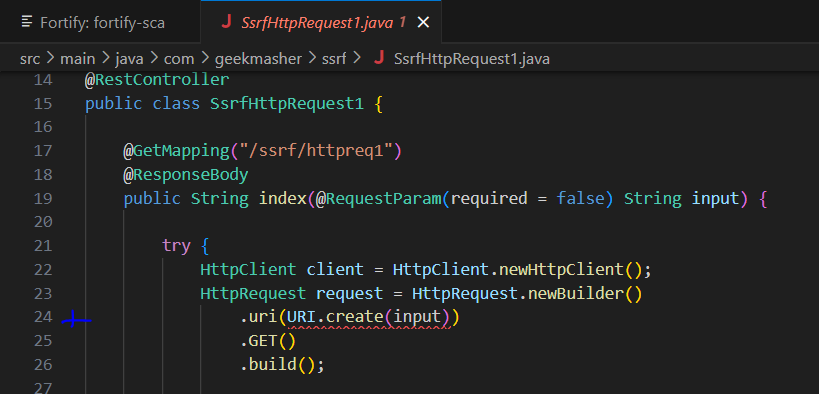 Fortify: fortify-sca
J SsrfHttpRequest1.java 1 ×
src > main > java > com > geekmasher > ssrf > J SsrfHttpRequest1.java
14 @RestController
15 public class SsrfHttpRequest1 {
16
17 @GetMapping("/ssrf/httpreq1")
18 @ResponseBody
19 public String index(@RequestParam(required = false) String input) {
20
21 try {
22 HttpClient client = HttpClient.newHttpClient();
23 HttpRequest request = HttpRequest.newBuilder()
24 .uri(URI.create(input))
25 .GET()
26 .build();
27